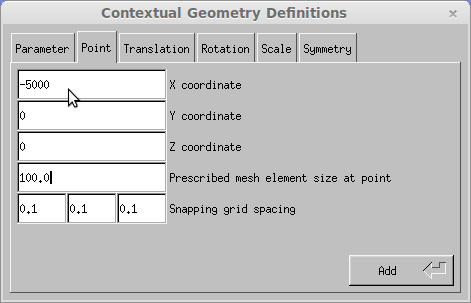 Contextual Geometry Definitions ×
Parameter Point Translation Rotation Scale Symmetry
-5000 X coordinate
0 Y coordinate
0 Z coordinate
100.0 Prescribed mesh element size at point
0.1 0.1 0.1 Snapping grid spacing
Add